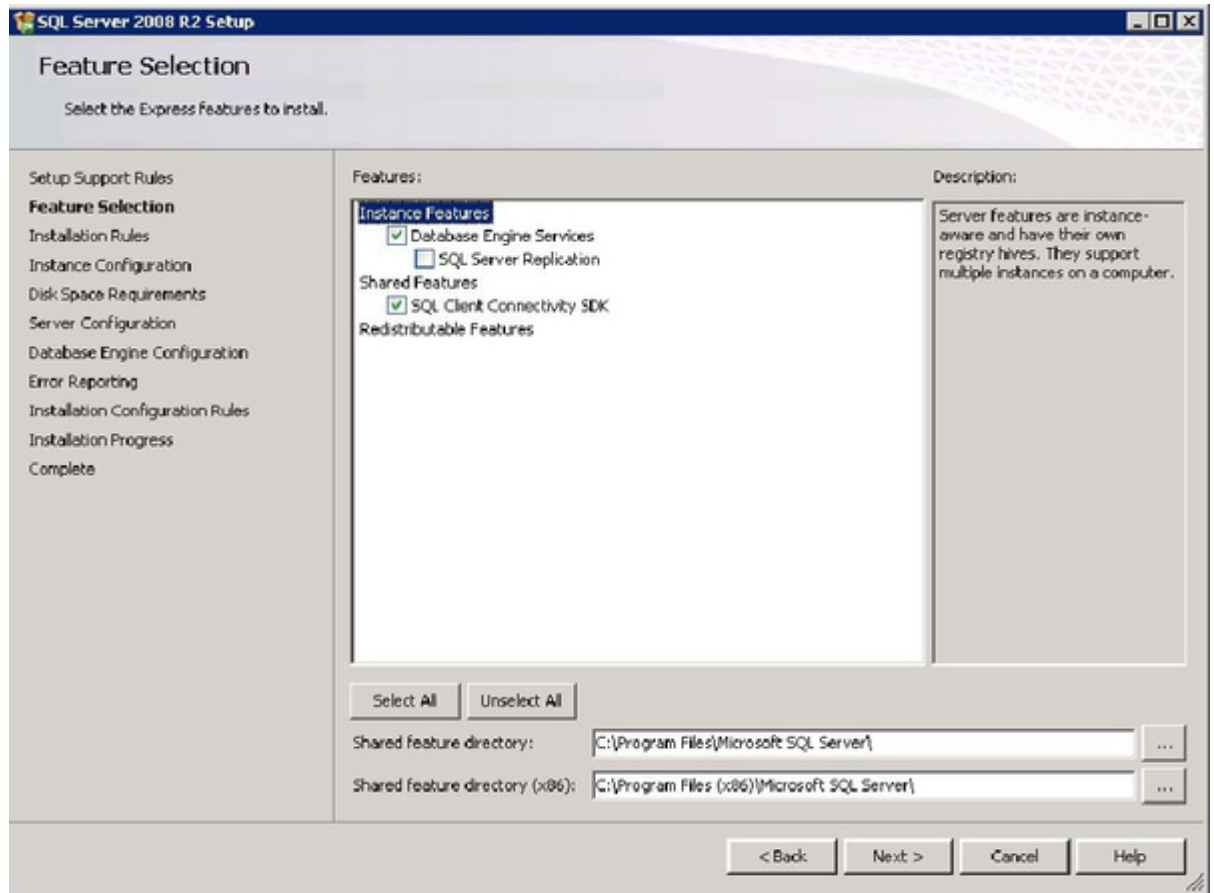 SQL Server 2008 R2 Setup
Feature Selection
Select the Express features to install.
Setup Support Rules
Feature Selection
Installation Rules
Instance Configuration
Disk Space Requirements
Server Configuration
Database Engine Configuration
Error Reporting
Installation Configuration Rules
Installation Progress
Complete
Features:
Instance Features
Database Engine Services
SQL Server Replication
Shared Features
SQL Client Connectivity SDK
Redistributable Features
Description:
Server features are instance-
aware and have their own
registry hives. They support
multiple instances on a computer.
Select All
Unselect All
Shared feature directory:
C:\Program Files\Microsoft SQL Server\
...
Shared feature directory (x86):
C:\Program Files (x86)\Microsoft SQL Server\
...
< Back
Next >
Cancel
Help